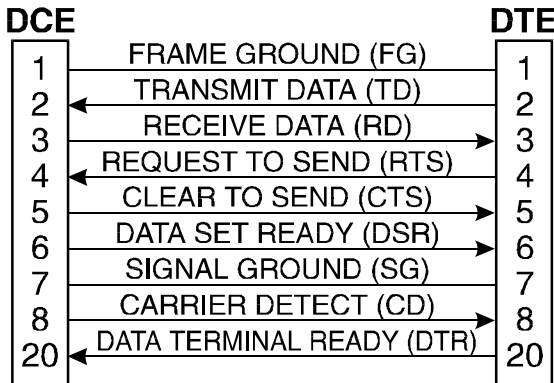 DCE DTE
1 FRAME GROUND (FG) 1
2 TRANSMIT DATA (TD) 2
3 RECEIVE DATA (RD) 3
4 REQUEST TO SEND (RTS) 4
5 CLEAR TO SEND (CTS) 5
6 DATA SET READY (DSR) 6
7 SIGNAL GROUND (SG) 7
8 CARRIER DETECT (CD) 8
20 DATA TERMINAL READY (DTR) 20